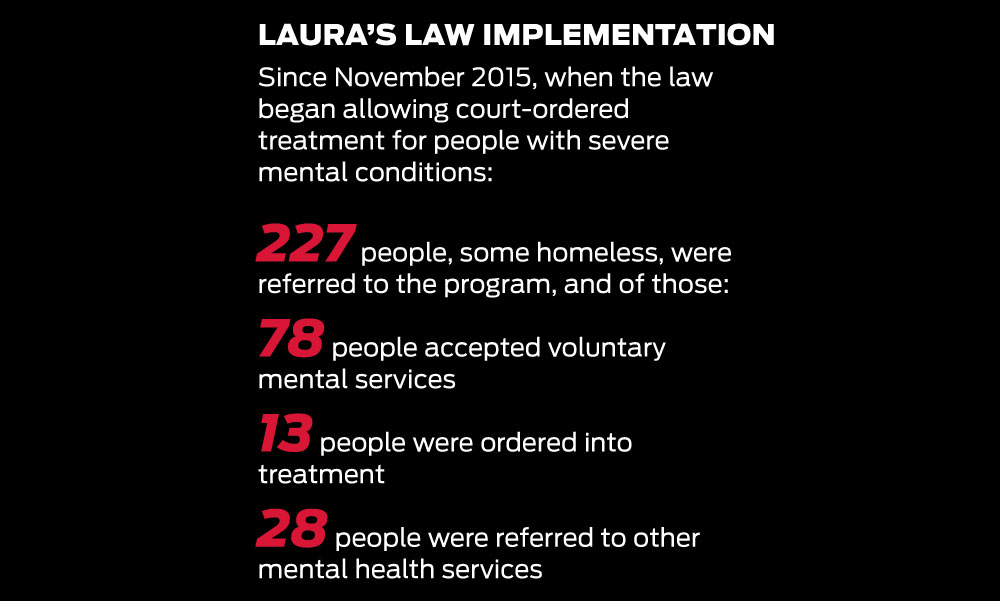 LAURA’S LAW IMPLEMENTATION
Since November 2015, when the law
began allowing court-ordered
treatment for people with severe
mental conditions:
227 people, some homeless, were
referred to the program, and of those:
78 people accepted voluntary
mental services
13 people were ordered into
treatment
28 people were referred to other
mental health services